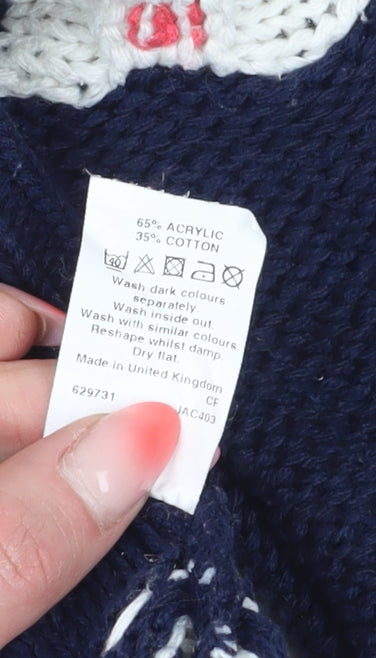 65% ACRYLIC
35% COTTON
40
Wash dark colours
separately.
Wash inside out.
Wash with similar colours.
Reshape whilst damp.
Dry flat.
Made in United Kingdom
CF
629731
JAC403